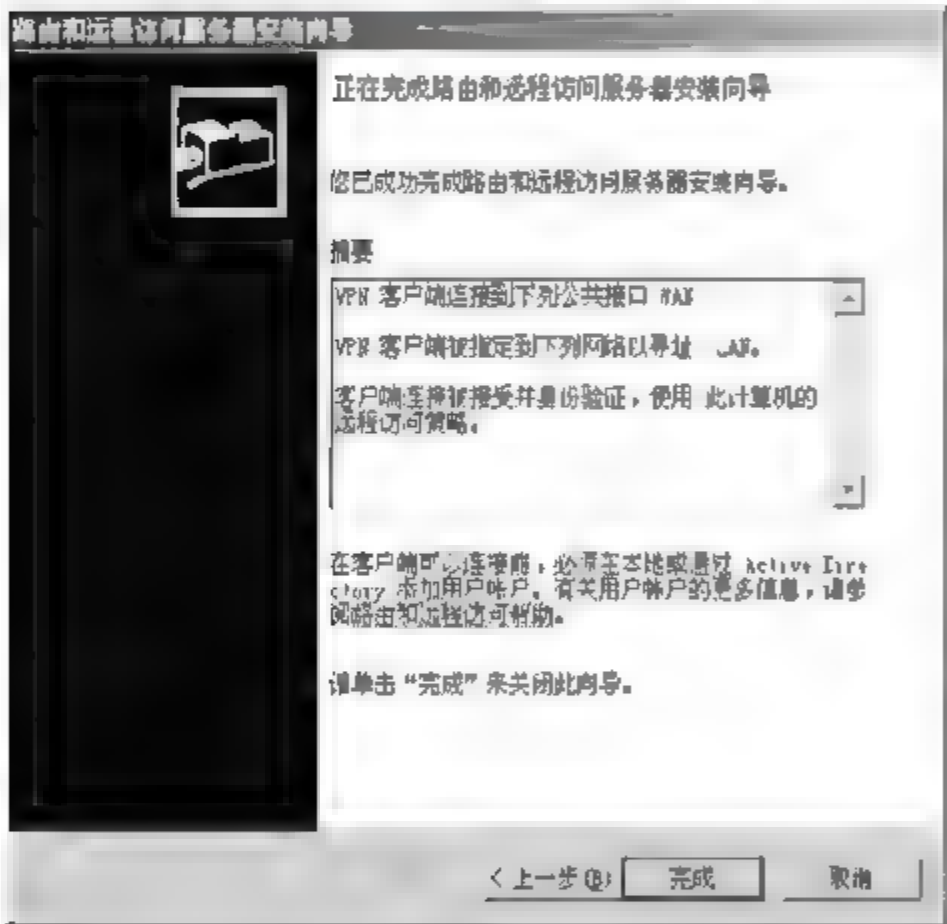 路由和远程访问服务器安装向导
正在完成路由和远程访问服务器安装向导
您已成功完成路由和远程访问服务器安装向导。
摘要
VPN 客户端连接到下列公共接口 WAN
VPN 客户端被指定到下列网络以寻址 LAN。
客户端连接被接受并身份验证，使用 此计算机的
远程访问策略。
在客户端可以连接前，必须在本地或通过 Active Dire
ctory 添加用户帐户。有关用户帐户的更多信息，请参
阅路由和远程访问帮助。
请单击“完成”来关闭此向导。
< 上一步(B) 完成 取消